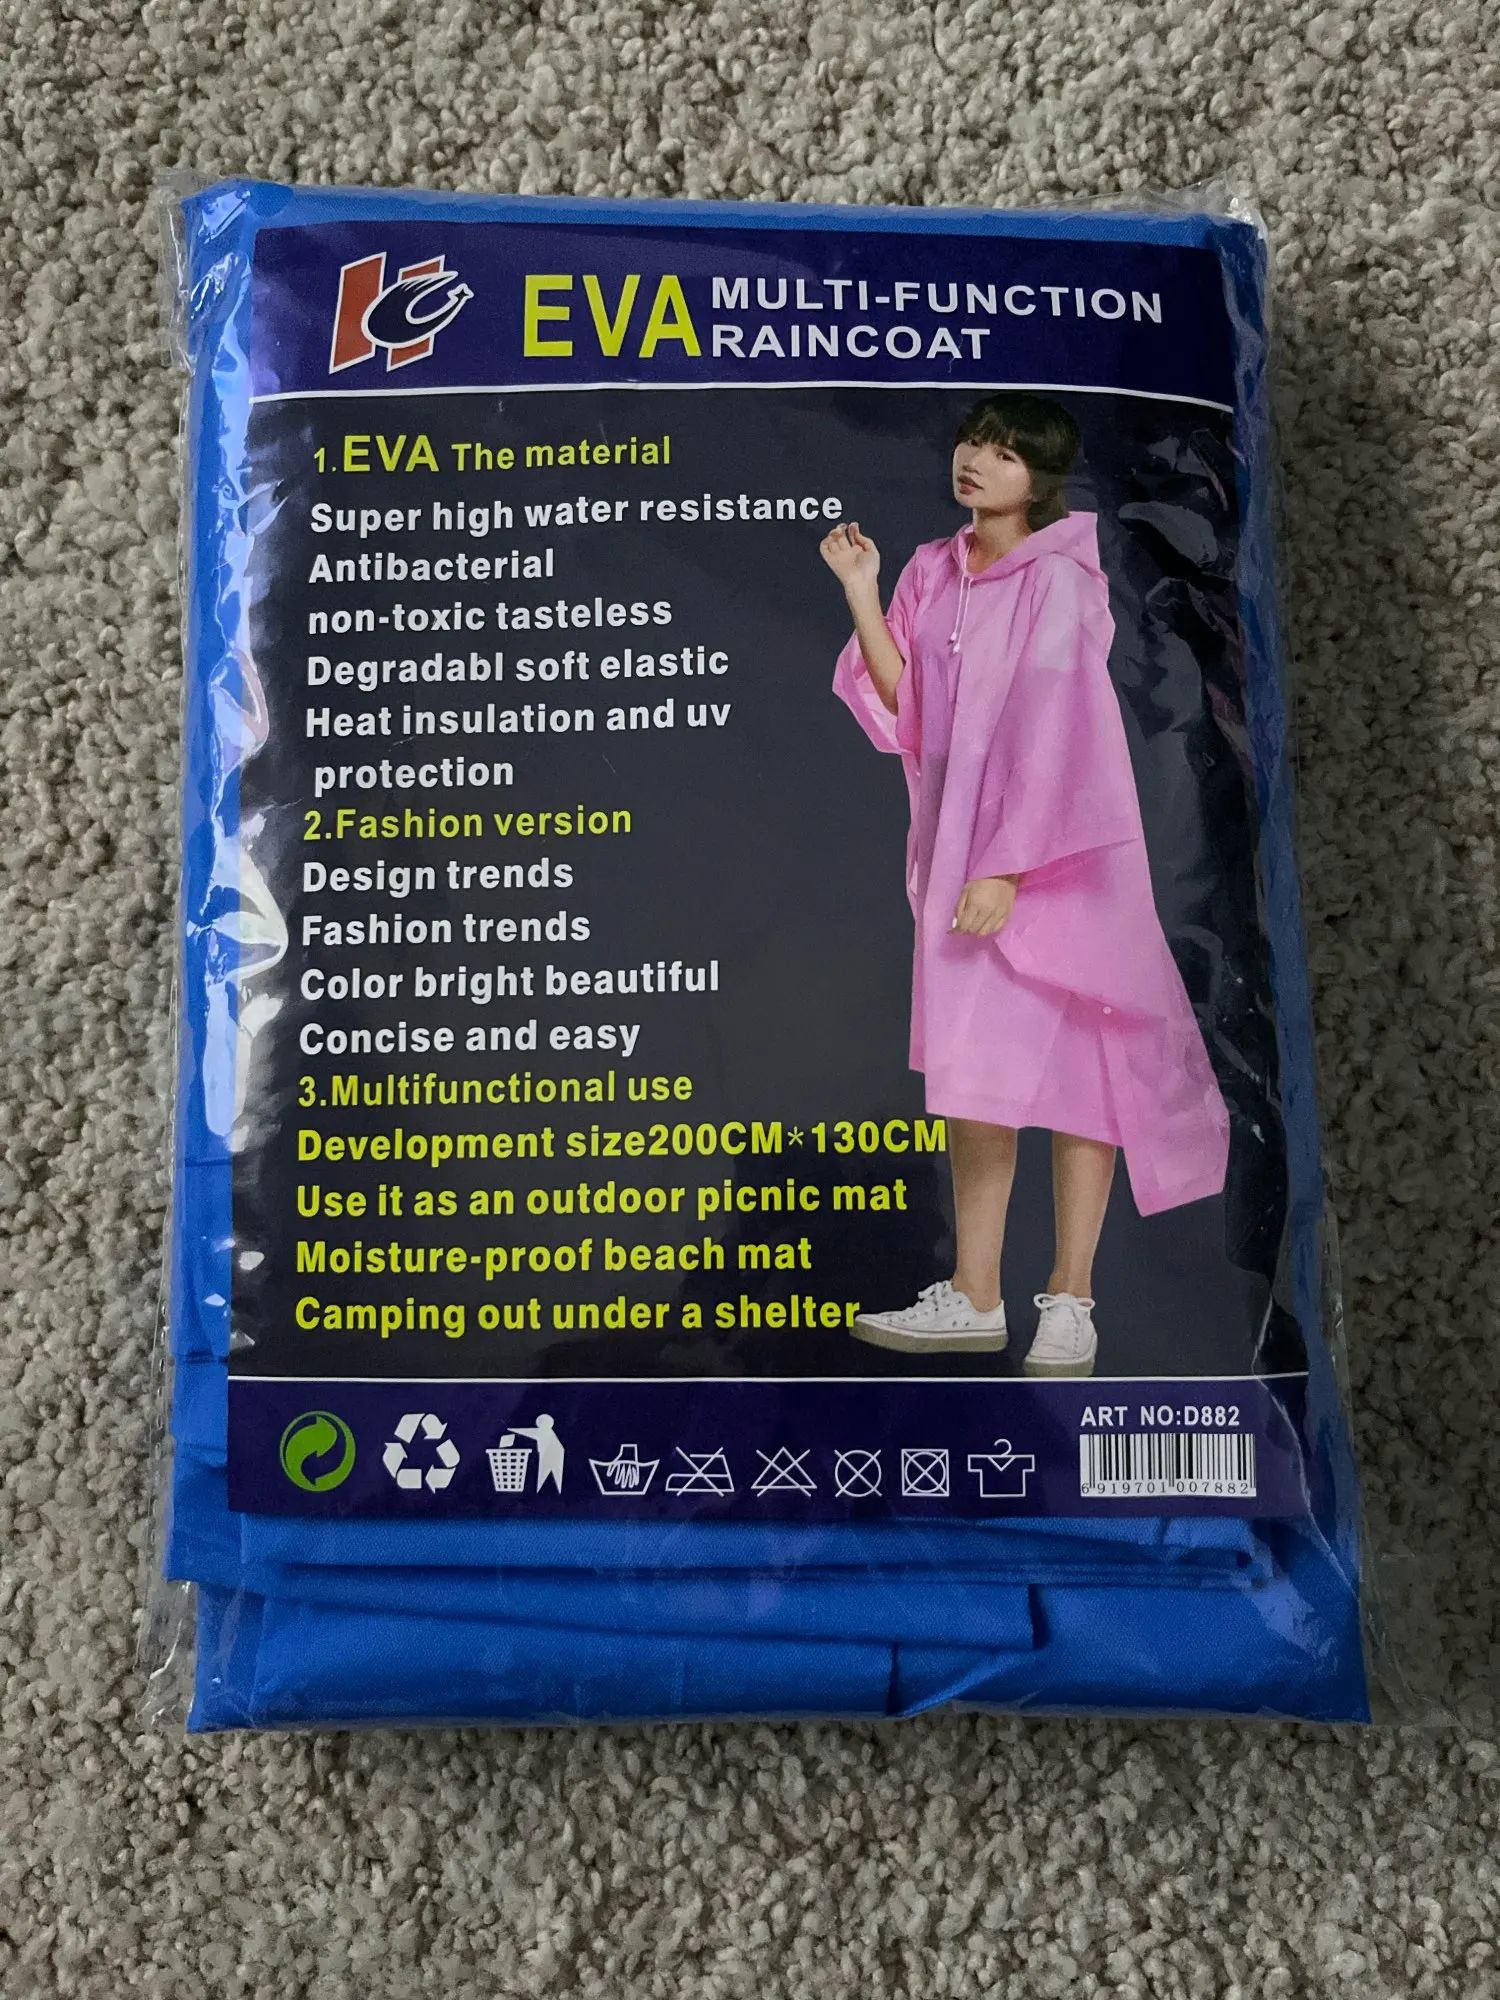 EVA MULTI-FUNCTION
RAINCOAT
1.EVA The material
Super high water resistance
Antibacterial
non-toxic tasteless
Degradabl soft elastic
Heat insulation and uv
protection
2.Fashion version
Design trends
Fashion trends
Color bright beautiful
Concise and easy
3.Multifunctional use
Development size200CM*130CM
Use it as an outdoor picnic mat
Moisture-proof beach mat
Camping out under a shelter
ART NO:D882
6 919701 007882